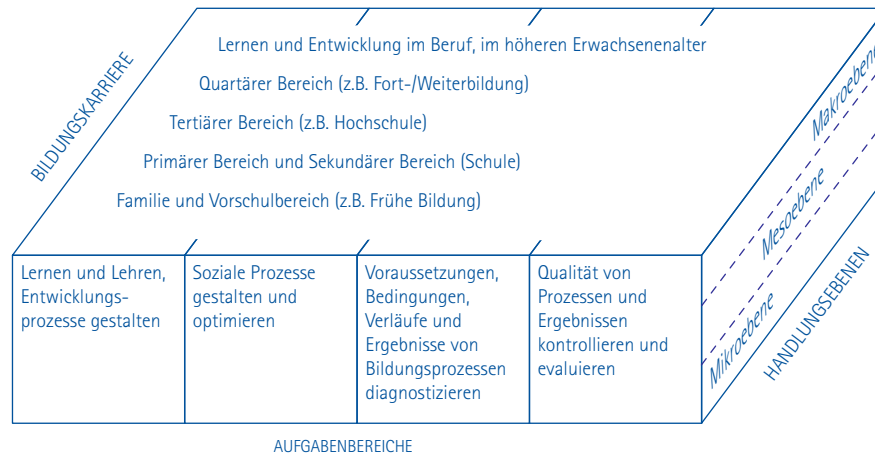 BILDUNGSKARRIERE
Lernen und Entwicklung im Beruf, im höheren Erwachsenenalter
Quartärer Bereich (z.B. Fort-/Weiterbildung)
Tertiärer Bereich (z.B. Hochschule)
Primärer Bereich und Sekundärer Bereich (Schule)
Familie und Vorschulbereich (z.B. Frühe Bildung)
Lernen und Lehren,
Entwicklungs-
prozesse gestalten
Soziale Prozesse
gestalten und
optimieren
Voraussetzungen,
Bedingungen,
Verläufe und
Ergebnisse von
Bildungsprozessen
diagnostizieren
Qualität von
Prozessen und
Ergebnissen
kontrollieren und
evaluieren
Makroebene
Mesoebene
Mikroebene
HANDLUNGSEBENEN
AUFGABENBEREICHE